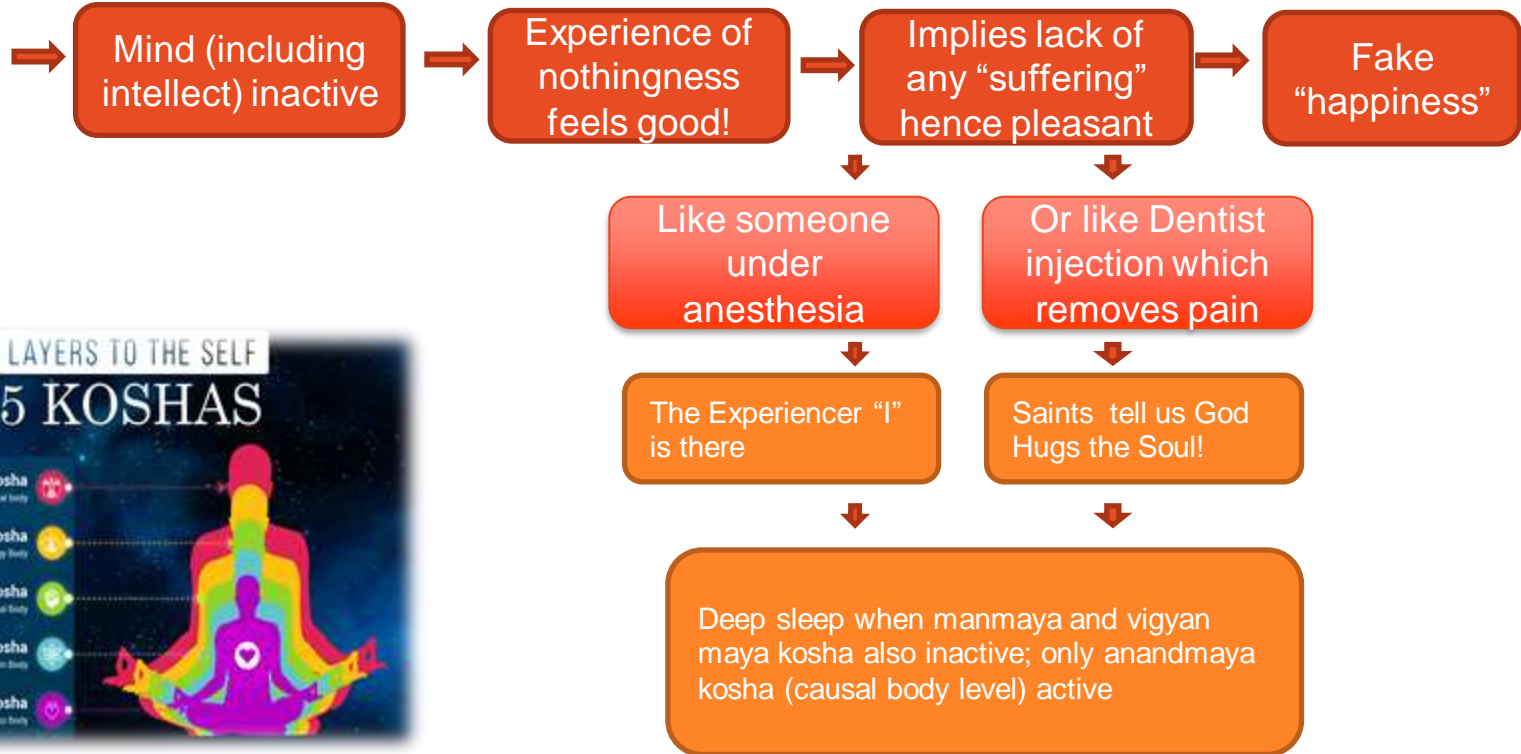 Mind (including
intellect) inactive
Experience of
nothingness
feels good!
Implies lack of
any “suffering”
hence pleasant
Fake
“happiness”
Like someone
under
anesthesia
Or like Dentist
injection which
removes pain
The Experiencer “I”
is there
Saints tell us God
Hugs the Soul!
Deep sleep when manmaya and vigyan
maya kosha also inactive; only anandmaya
kosha (causal body level) active
LAYERS TO THE SELF
5 KOSHAS